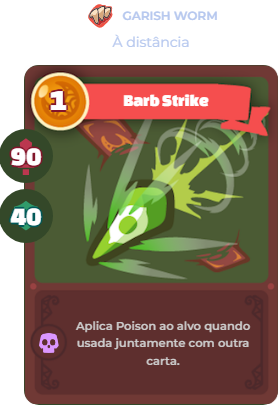 GARISH WORM
À distância
1
Barb Strike
90
40
Aplica Poison ao alvo quando
usada juntamente com outra
carta.